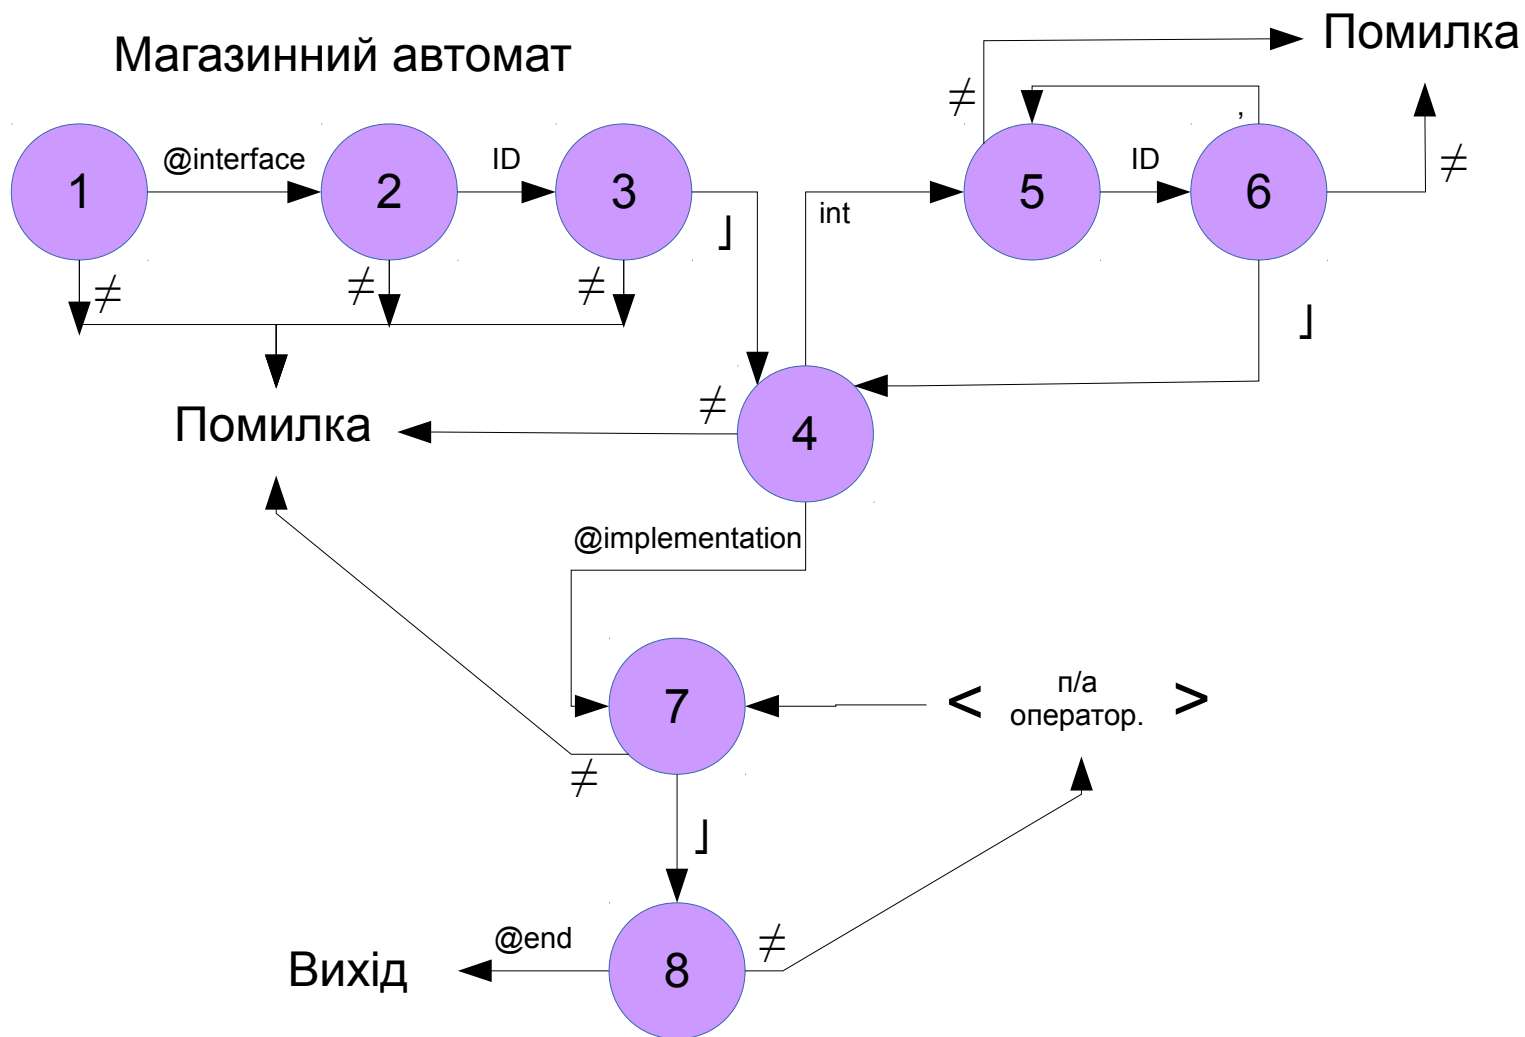 Магазинний автомат
Помилка
≠
,
1
@interface
2
ID
3
⌋
int
5
ID
6
≠
≠
≠
≠
⌋
Помилка
≠
4
@implementation
7
<
п/а
оператор.
>
≠
⌋
Вихід
@end
8
≠